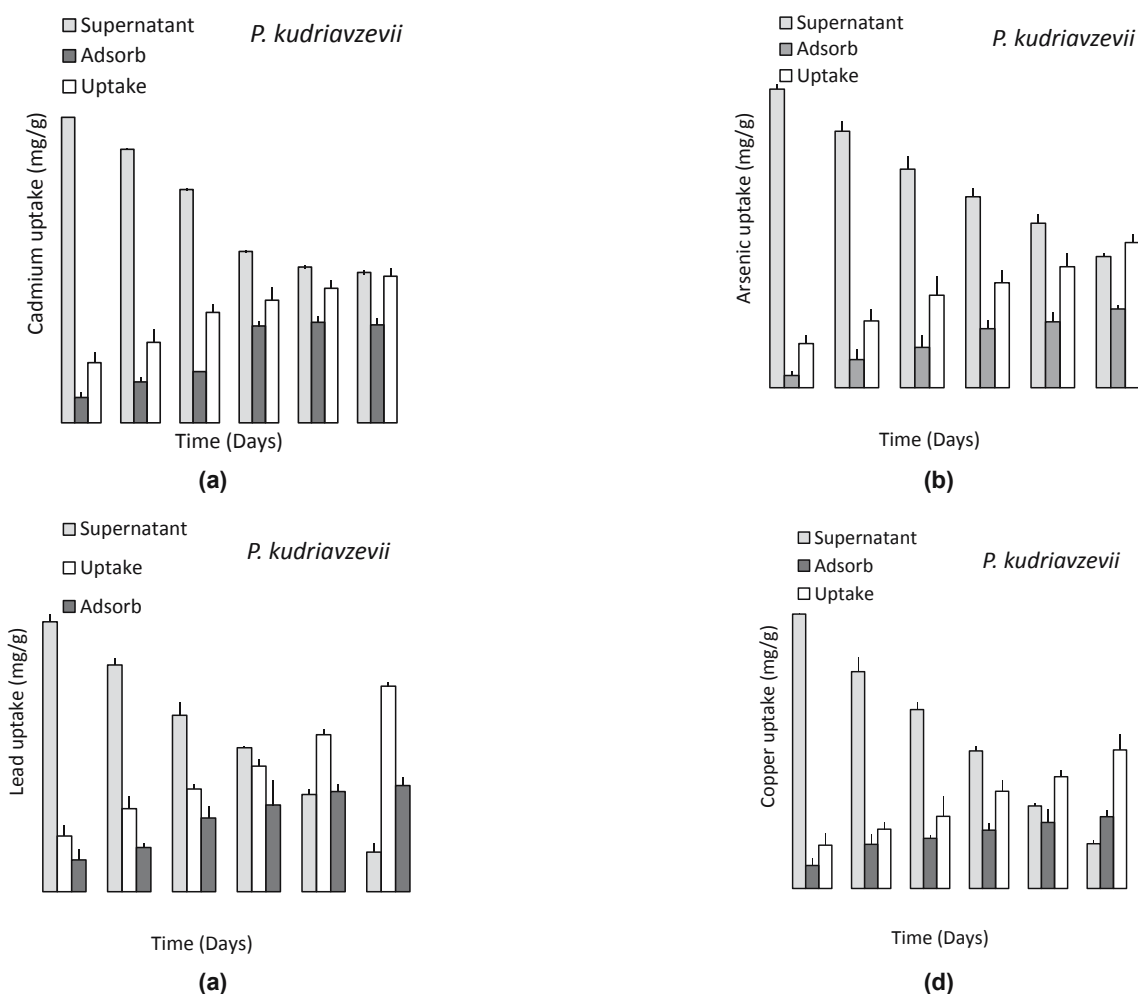 Supernatant
Adsorb
Uptake
P. kudriavzevii
Cadmium uptake (mg/g)
Time (Days)
(a)
Supernatant
Adsorb
Uptake
P. kudriavzevii
Arsenic uptake (mg/g)
Time (Days)
(b)
Supernatant
Uptake
Adsorb
P. kudriavzevii
Lead uptake (mg/g)
Time (Days)
(a)
Supernatant
Adsorb
Uptake
P. kudriavzevii
Copper uptake (mg/g)
Time (Days)
(d)